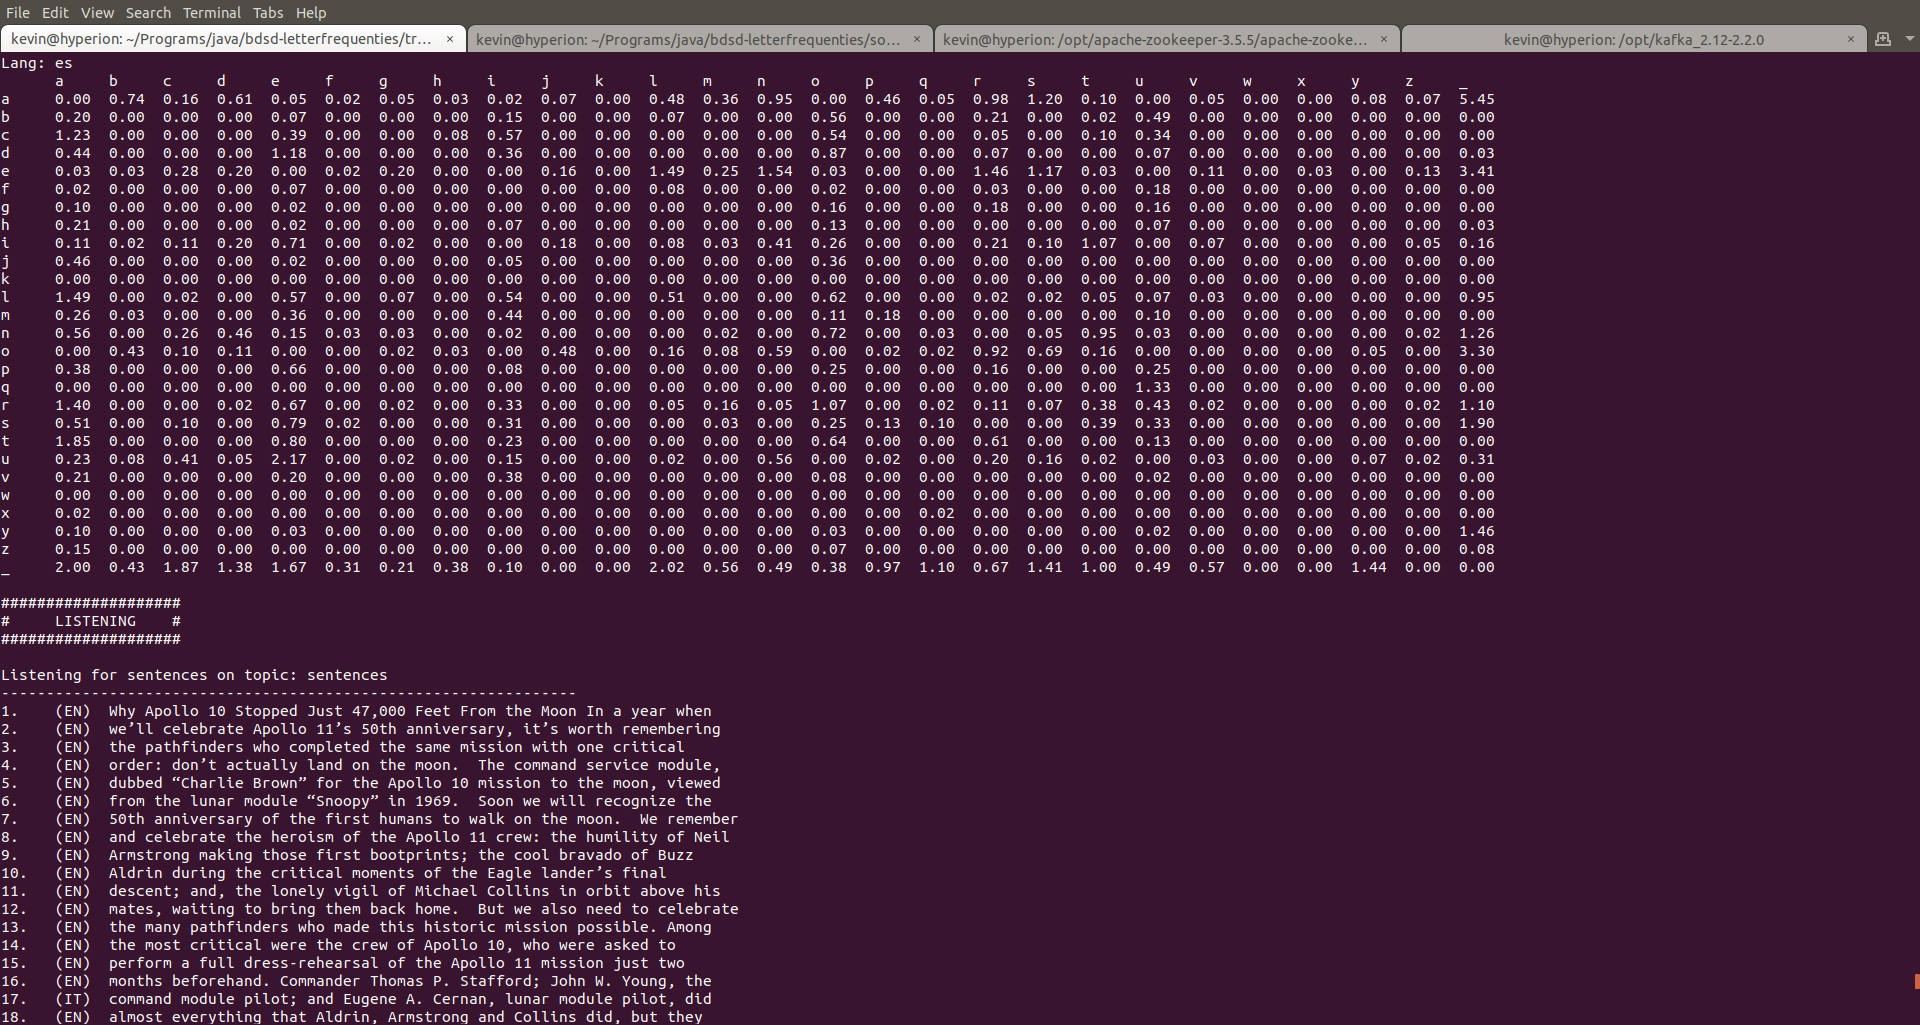 File Edit View Search Terminal Tabs Help
kevin@hyperion: ~/Programs/java/bdsd-letterfrequenties/tr... × kevin@hyperion: ~/Programs/java/bdsd-letterfrequenties/so... × kevin@hyperion: /opt/apache-zookeeper-3.5.5/apache-zooke... × kevin@hyperion: /opt/kafka_2.12-2.2.0 ×
Lang: es
a b c d e f g h i j k l m n o p q r s t u v w x y z _
a 0.00 0.74 0.16 0.61 0.05 0.02 0.05 0.03 0.02 0.07 0.00 0.48 0.36 0.95 0.00 0.46 0.05 0.98 1.20 0.10 0.00 0.05 0.00 0.00 0.08 0.07 5.45
b 0.20 0.00 0.00 0.00 0.07 0.00 0.00 0.00 0.15 0.00 0.00 0.07 0.00 0.00 0.56 0.00 0.00 0.21 0.00 0.02 0.49 0.00 0.00 0.00 0.00 0.00 0.00
c 1.23 0.00 0.00 0.00 0.39 0.00 0.00 0.08 0.57 0.00 0.00 0.00 0.00 0.00 0.54 0.00 0.00 0.05 0.00 0.10 0.34 0.00 0.00 0.00 0.00 0.00 0.00
d 0.44 0.00 0.00 0.00 1.18 0.00 0.00 0.00 0.36 0.00 0.00 0.00 0.00 0.00 0.87 0.00 0.00 0.07 0.00 0.00 0.07 0.00 0.00 0.00 0.00 0.00 0.03
e 0.03 0.03 0.28 0.20 0.00 0.02 0.20 0.00 0.00 0.16 0.00 1.49 0.25 1.54 0.03 0.00 0.00 1.46 1.17 0.03 0.00 0.11 0.00 0.03 0.00 0.13 3.41
f 0.02 0.00 0.00 0.00 0.07 0.00 0.00 0.00 0.00 0.00 0.00 0.08 0.00 0.00 0.02 0.00 0.00 0.03 0.00 0.00 0.18 0.00 0.00 0.00 0.00 0.00 0.00
g 0.10 0.00 0.00 0.00 0.02 0.00 0.00 0.00 0.00 0.00 0.00 0.00 0.00 0.00 0.16 0.00 0.00 0.18 0.00 0.00 0.16 0.00 0.00 0.00 0.00 0.00 0.00
h 0.21 0.00 0.00 0.00 0.02 0.00 0.00 0.00 0.07 0.00 0.00 0.00 0.00 0.00 0.13 0.00 0.00 0.00 0.00 0.00 0.07 0.00 0.00 0.00 0.00 0.00 0.03
i 0.11 0.02 0.11 0.20 0.71 0.00 0.02 0.00 0.00 0.18 0.00 0.08 0.03 0.41 0.26 0.00 0.00 0.21 0.10 1.07 0.00 0.07 0.00 0.00 0.00 0.05 0.16
j 0.46 0.00 0.00 0.00 0.02 0.00 0.00 0.00 0.05 0.00 0.00 0.00 0.00 0.00 0.36 0.00 0.00 0.00 0.00 0.00 0.00 0.00 0.00 0.00 0.00 0.00 0.00
k 0.00 0.00 0.00 0.00 0.00 0.00 0.00 0.00 0.00 0.00 0.00 0.00 0.00 0.00 0.00 0.00 0.00 0.00 0.00 0.00 0.00 0.00 0.00 0.00 0.00 0.00 0.00
l 1.49 0.00 0.02 0.00 0.57 0.00 0.07 0.00 0.54 0.00 0.00 0.51 0.00 0.00 0.62 0.00 0.00 0.02 0.02 0.05 0.07 0.03 0.00 0.00 0.00 0.00 0.95
m 0.26 0.03 0.00 0.00 0.36 0.00 0.00 0.00 0.44 0.00 0.00 0.00 0.00 0.00 0.11 0.18 0.00 0.00 0.00 0.00 0.10 0.00 0.00 0.00 0.00 0.00 0.00
n 0.56 0.00 0.26 0.46 0.15 0.03 0.03 0.00 0.02 0.00 0.00 0.00 0.02 0.00 0.72 0.00 0.03 0.00 0.05 0.95 0.03 0.00 0.00 0.00 0.00 0.02 1.26
o 0.00 0.43 0.10 0.11 0.00 0.00 0.02 0.03 0.00 0.48 0.00 0.16 0.08 0.59 0.00 0.02 0.02 0.92 0.69 0.16 0.00 0.00 0.00 0.00 0.05 0.00 3.30
p 0.38 0.00 0.00 0.00 0.66 0.00 0.00 0.00 0.08 0.00 0.00 0.00 0.00 0.00 0.25 0.00 0.00 0.16 0.00 0.00 0.25 0.00 0.00 0.00 0.00 0.00 0.00
q 0.00 0.00 0.00 0.00 0.00 0.00 0.00 0.00 0.00 0.00 0.00 0.00 0.00 0.00 0.00 0.00 0.00 0.00 0.00 0.00 1.33 0.00 0.00 0.00 0.00 0.00 0.00
r 1.40 0.00 0.00 0.02 0.67 0.00 0.02 0.00 0.33 0.00 0.00 0.05 0.16 0.05 1.07 0.00 0.02 0.11 0.07 0.38 0.43 0.02 0.00 0.00 0.00 0.02 1.10
s 0.51 0.00 0.10 0.00 0.79 0.02 0.00 0.00 0.31 0.00 0.00 0.00 0.03 0.00 0.25 0.13 0.10 0.00 0.00 0.39 0.33 0.00 0.00 0.00 0.00 0.00 1.90
t 1.85 0.00 0.00 0.00 0.80 0.00 0.00 0.00 0.23 0.00 0.00 0.00 0.00 0.00 0.64 0.00 0.00 0.61 0.00 0.00 0.13 0.00 0.00 0.00 0.00 0.00 0.00
u 0.23 0.08 0.41 0.05 2.17 0.00 0.02 0.00 0.15 0.00 0.00 0.02 0.00 0.56 0.00 0.02 0.00 0.20 0.16 0.02 0.00 0.03 0.00 0.00 0.07 0.02 0.31
v 0.21 0.00 0.00 0.00 0.20 0.00 0.00 0.00 0.38 0.00 0.00 0.00 0.00 0.00 0.08 0.00 0.00 0.00 0.00 0.00 0.02 0.00 0.00 0.00 0.00 0.00 0.00
w 0.00 0.00 0.00 0.00 0.00 0.00 0.00 0.00 0.00 0.00 0.00 0.00 0.00 0.00 0.00 0.00 0.00 0.00 0.00 0.00 0.00 0.00 0.00 0.00 0.00 0.00 0.00
x 0.02 0.00 0.00 0.00 0.00 0.00 0.00 0.00 0.00 0.00 0.00 0.00 0.00 0.00 0.00 0.00 0.02 0.00 0.00 0.00 0.00 0.00 0.00 0.00 0.00 0.00 0.00
y 0.10 0.00 0.00 0.00 0.03 0.00 0.00 0.00 0.00 0.00 0.00 0.00 0.00 0.00 0.03 0.00 0.00 0.00 0.00 0.00 0.02 0.00 0.00 0.00 0.00 0.00 1.46
z 0.15 0.00 0.00 0.00 0.00 0.00 0.00 0.00 0.00 0.00 0.00 0.00 0.00 0.00 0.07 0.00 0.00 0.00 0.00 0.00 0.00 0.00 0.00 0.00 0.00 0.00 0.08
_ 2.00 0.43 1.87 1.38 1.67 0.31 0.21 0.38 0.10 0.00 0.00 2.02 0.56 0.49 0.38 0.97 1.10 0.67 1.41 1.00 0.49 0.57 0.00 0.00 1.44 0.00 0.00
####################
# LISTENING #
####################
Listening for sentences on topic: sentences
----------------------------------------------------------------
1. (EN) Why Apollo 10 Stopped Just 47,000 Feet From the Moon In a year when
2. (EN) we’ll celebrate Apollo 11’s 50th anniversary, it’s worth remembering
3. (EN) the pathfinders who completed the same mission with one critical
4. (EN) order: don’t actually land on the moon. The command service module,
5. (EN) dubbed “Charlie Brown” for the Apollo 10 mission to the moon, viewed
6. (EN) from the lunar module “Snoopy” in 1969. Soon we will recognize the
7. (EN) 50th anniversary of the first humans to walk on the moon. We remember
8. (EN) and celebrate the heroism of the Apollo 11 crew: the humility of Neil
9. (EN) Armstrong making those first bootprints; the cool bravado of Buzz
10. (EN) Aldrin during the critical moments of the Eagle lander’s final
11. (EN) descent; and, the lonely vigil of Michael Collins in orbit above his
12. (EN) mates, waiting to bring them back home. But we also need to celebrate
13. (EN) the many pathfinders who made this historic mission possible. Among
14. (EN) the most critical were the crew of Apollo 10, who were asked to
15. (EN) perform a full dress-rehearsal of the Apollo 11 mission just two
16. (EN) months beforehand. Commander Thomas P. Stafford; John W. Young, the
17. (IT) command module pilot; and Eugene A. Cernan, lunar module pilot, did
18. (EN) almost everything that Aldrin, Armstrong and Collins did, but they